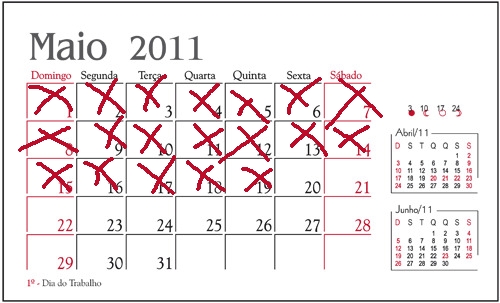 Maio 2011
Domingo Segunda Terça Quarta Quinta Sexta Sábado
1 2 3 4 5 6 7
8 9 10 11 12 13 14
15 16 17 18 19 20 21
22 23 24 25 26 27 28
29 30 31
1º - Dia do Trabalho
3 10 17 24
Abril/11
D S T Q Q S S
1 2
3 4 5 6 7 8 9
10 11 12 13 14 15 16
17 18 19 20 21 22 23
24 25 26 27 28 29 30
Junho/11
D S T Q Q S S
1 2 3 4
5 6 7 8 9 10 11
12 13 14 15 16 17 18
19 20 21 22 23 24 25
26 27 28 29 30